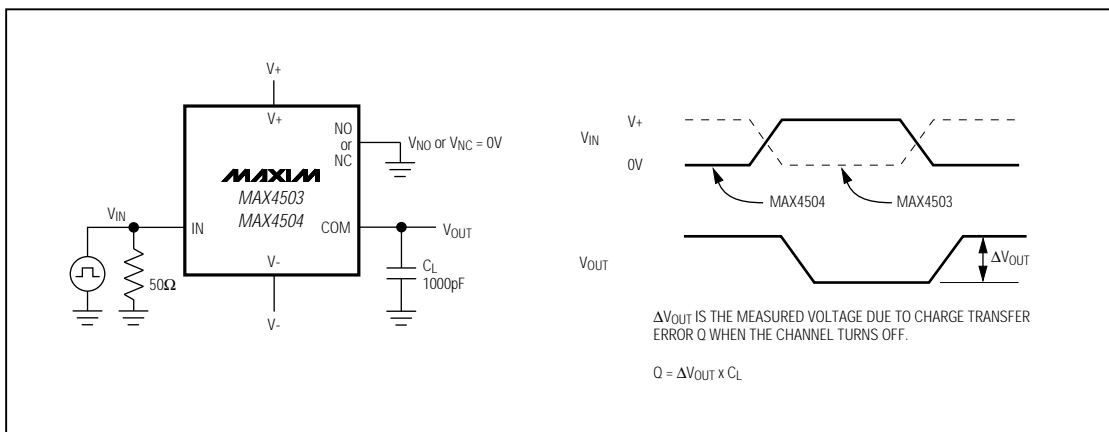 V+
V+
NO
or
NC
VNO or VNC = 0V
MAXIM
MAX4503
MAX4504
VIN
IN
COM
VOUT
50Ω
V-
CL
1000pF
V-
VIN
V+
0V
MAX4504
MAX4503
VOUT
ΔVOUT
ΔVOUT IS THE MEASURED VOLTAGE DUE TO CHARGE TRANSFER
ERROR Q WHEN THE CHANNEL TURNS OFF.
Q = ΔVOUT x CL